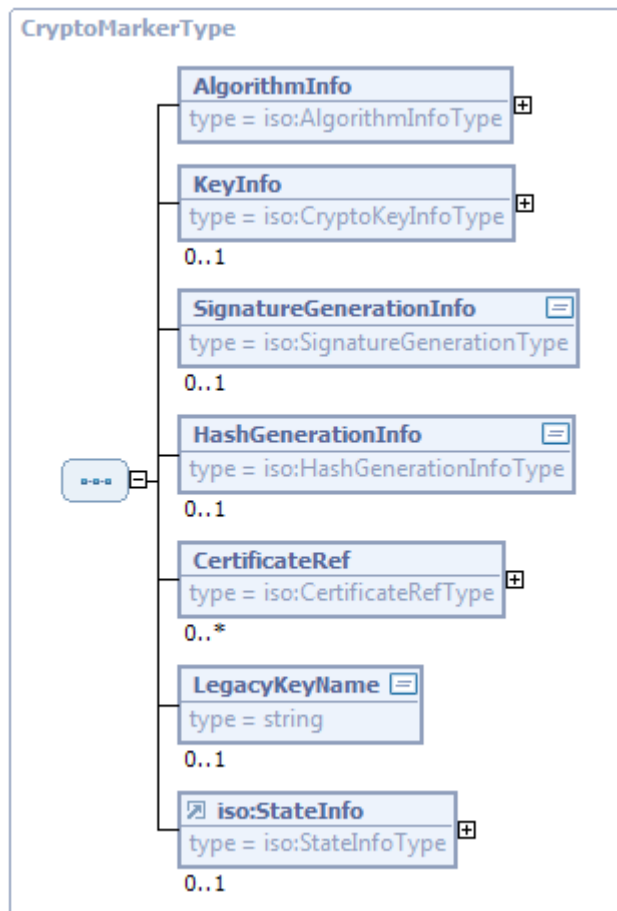 CryptoMarkerType
AlgorithmInfo
type = iso:AlgorithmInfoType
KeyInfo
type = iso:CryptoKeyInfoType
0..1
SignatureGenerationInfo
type = iso:SignatureGenerationType
0..1
HashGenerationInfo
type = iso:HashGenerationInfoType
0..1
CertificateRef
type = iso:CertificateRefType
0..*
LegacyKeyName
type = string
0..1
iso:StateInfo
type = iso:StateInfoType
0..1